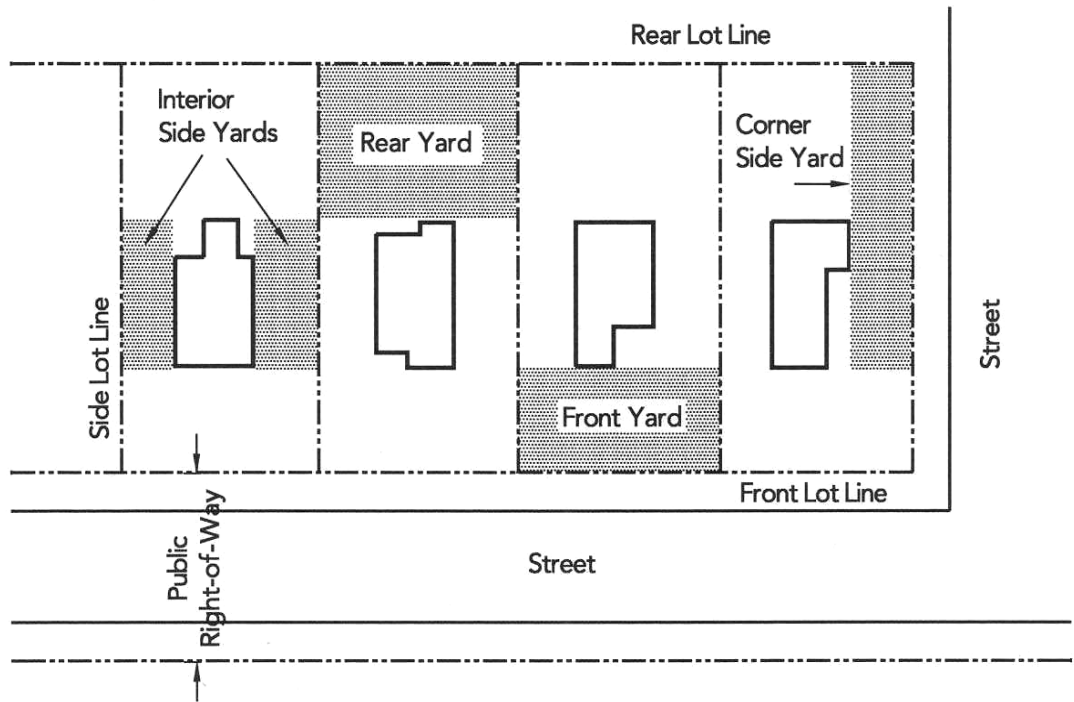 Rear Lot Line
Interior
Side Yards
Rear Yard
Corner
Side Yard
Side Lot Line
Street
Front Yard
Front Lot Line
Public
Right-of-Way
Street